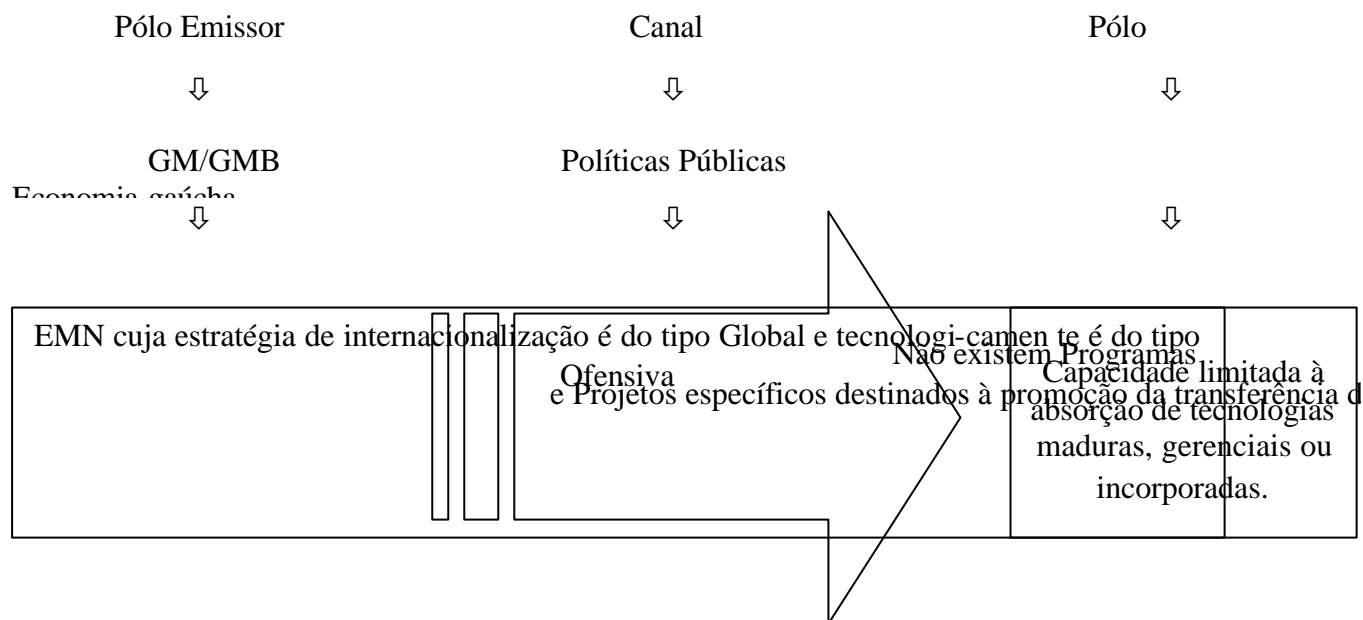 Pólo Emissor Canal Pólo
⇩ ⇩ ⇩
GM/GMB Políticas Públicas
Economia gaúcha
⇩ ⇩ ⇩
EMN cuja estratégia de internacionalização é do tipo Global e tecnologi-camen te é do tipo
Ofensiva
Não existem Programas
e Projetos específicos destinados à promoção da transferência d
Capacidade limitada à
absorção de tecnologias
maduras, gerenciais ou
incorporadas.